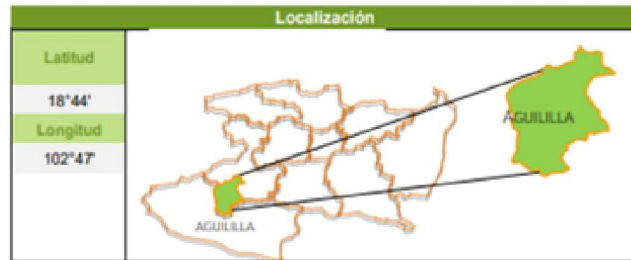 Localización
Latitud
18°44'
Longitud
102°47'
AGUILILLA
AGUILILLA